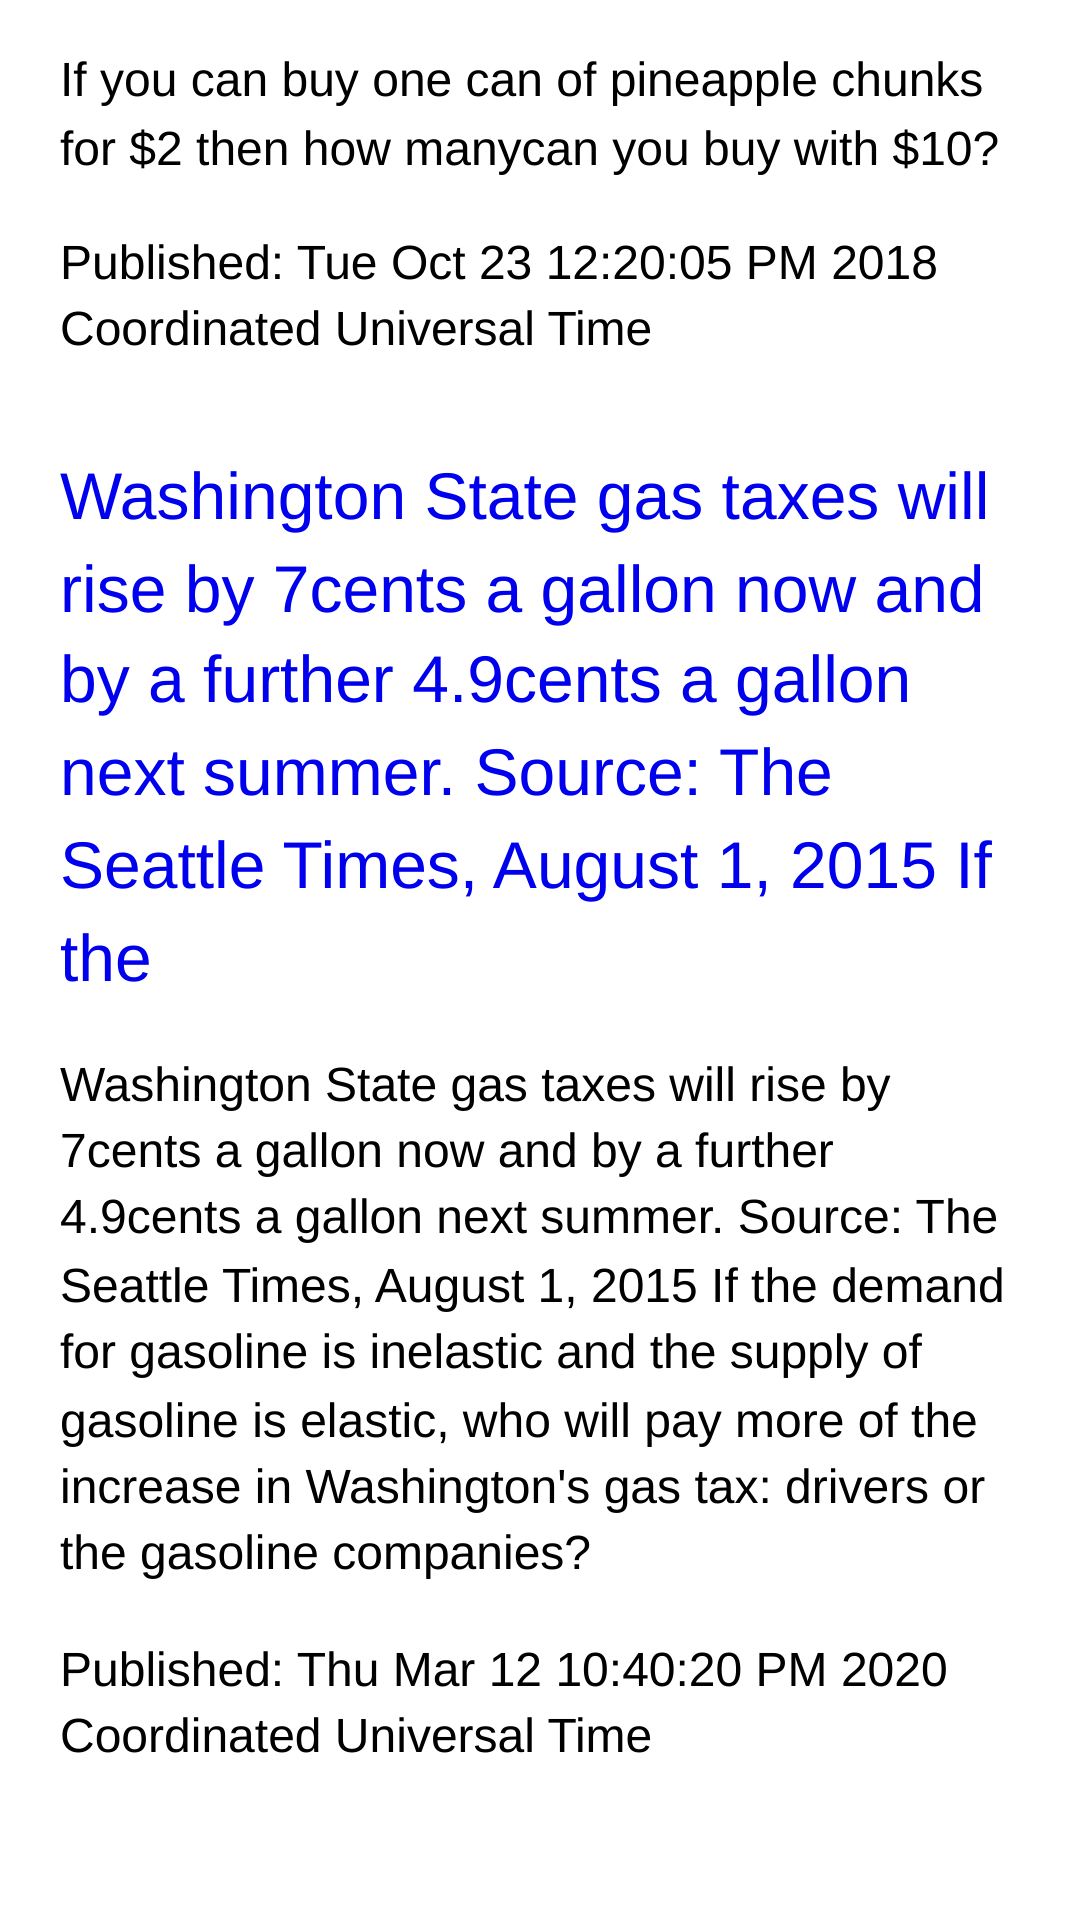 If you can buy one can of pineapple chunks
for $2 then how manycan you buy with $10?
Published: Tue Oct 23 12:20:05 PM 2018
Coordinated Universal Time
Washington State gas taxes will
rise by 7cents a gallon now and
by a further 4.9cents a gallon
next summer. Source: The
Seattle Times, August 1, 2015 If
the
Washington State gas taxes will rise by
7cents a gallon now and by a further
4.9cents a gallon next summer. Source: The
Seattle Times, August 1, 2015 If the demand
for gasoline is inelastic and the supply of
gasoline is elastic, who will pay more of the
increase in Washington's gas tax: drivers or
the gasoline companies?
Published: Thu Mar 12 10:40:20 PM 2020
Coordinated Universal Time